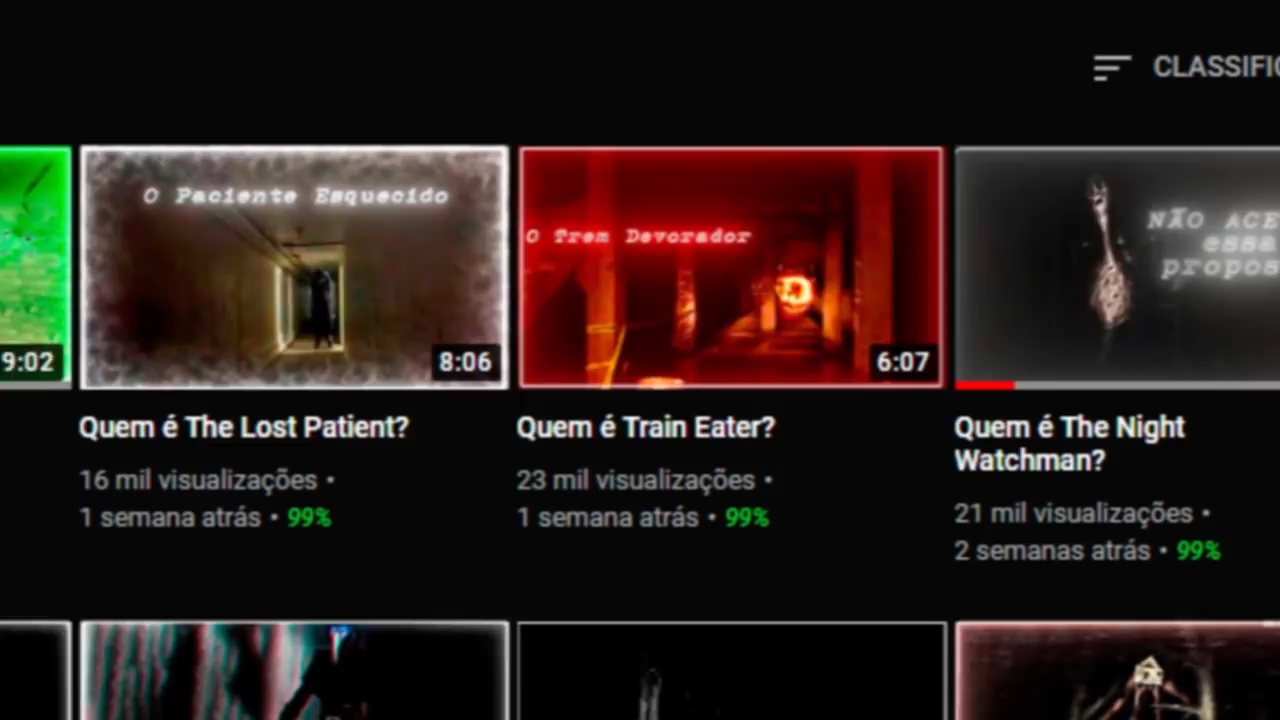 CLASSIFIC
O Paciente Esquecido
O Trem Devorador
NÃO ACE
essa
propos
9:02
8:06
6:07
Quem é The Lost Patient?
16 mil visualizações •
1 semana atrás • 99%
Quem é Train Eater?
23 mil visualizações •
1 semana atrás • 99%
Quem é The Night
Watchman?
21 mil visualizações •
2 semanas atrás • 99%